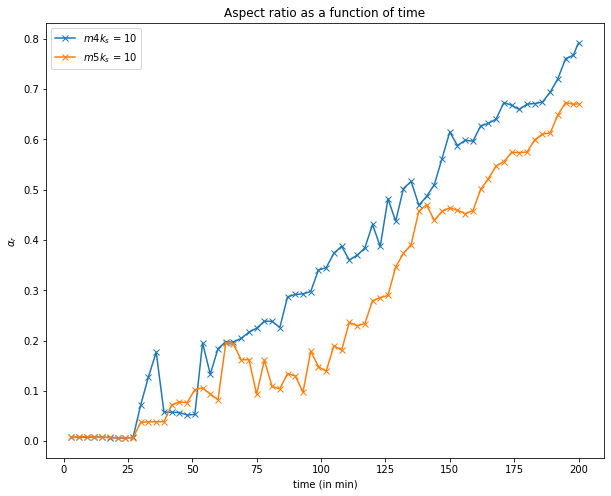 Aspect ratio as a function of time
m4k_s = 10
m5k_s = 10
0.8
0.7
0.6
0.5
0.4
0.3
0.2
0.1
0.0
α_r
0 25 50 75 100 125 150 175 200
time (in min)